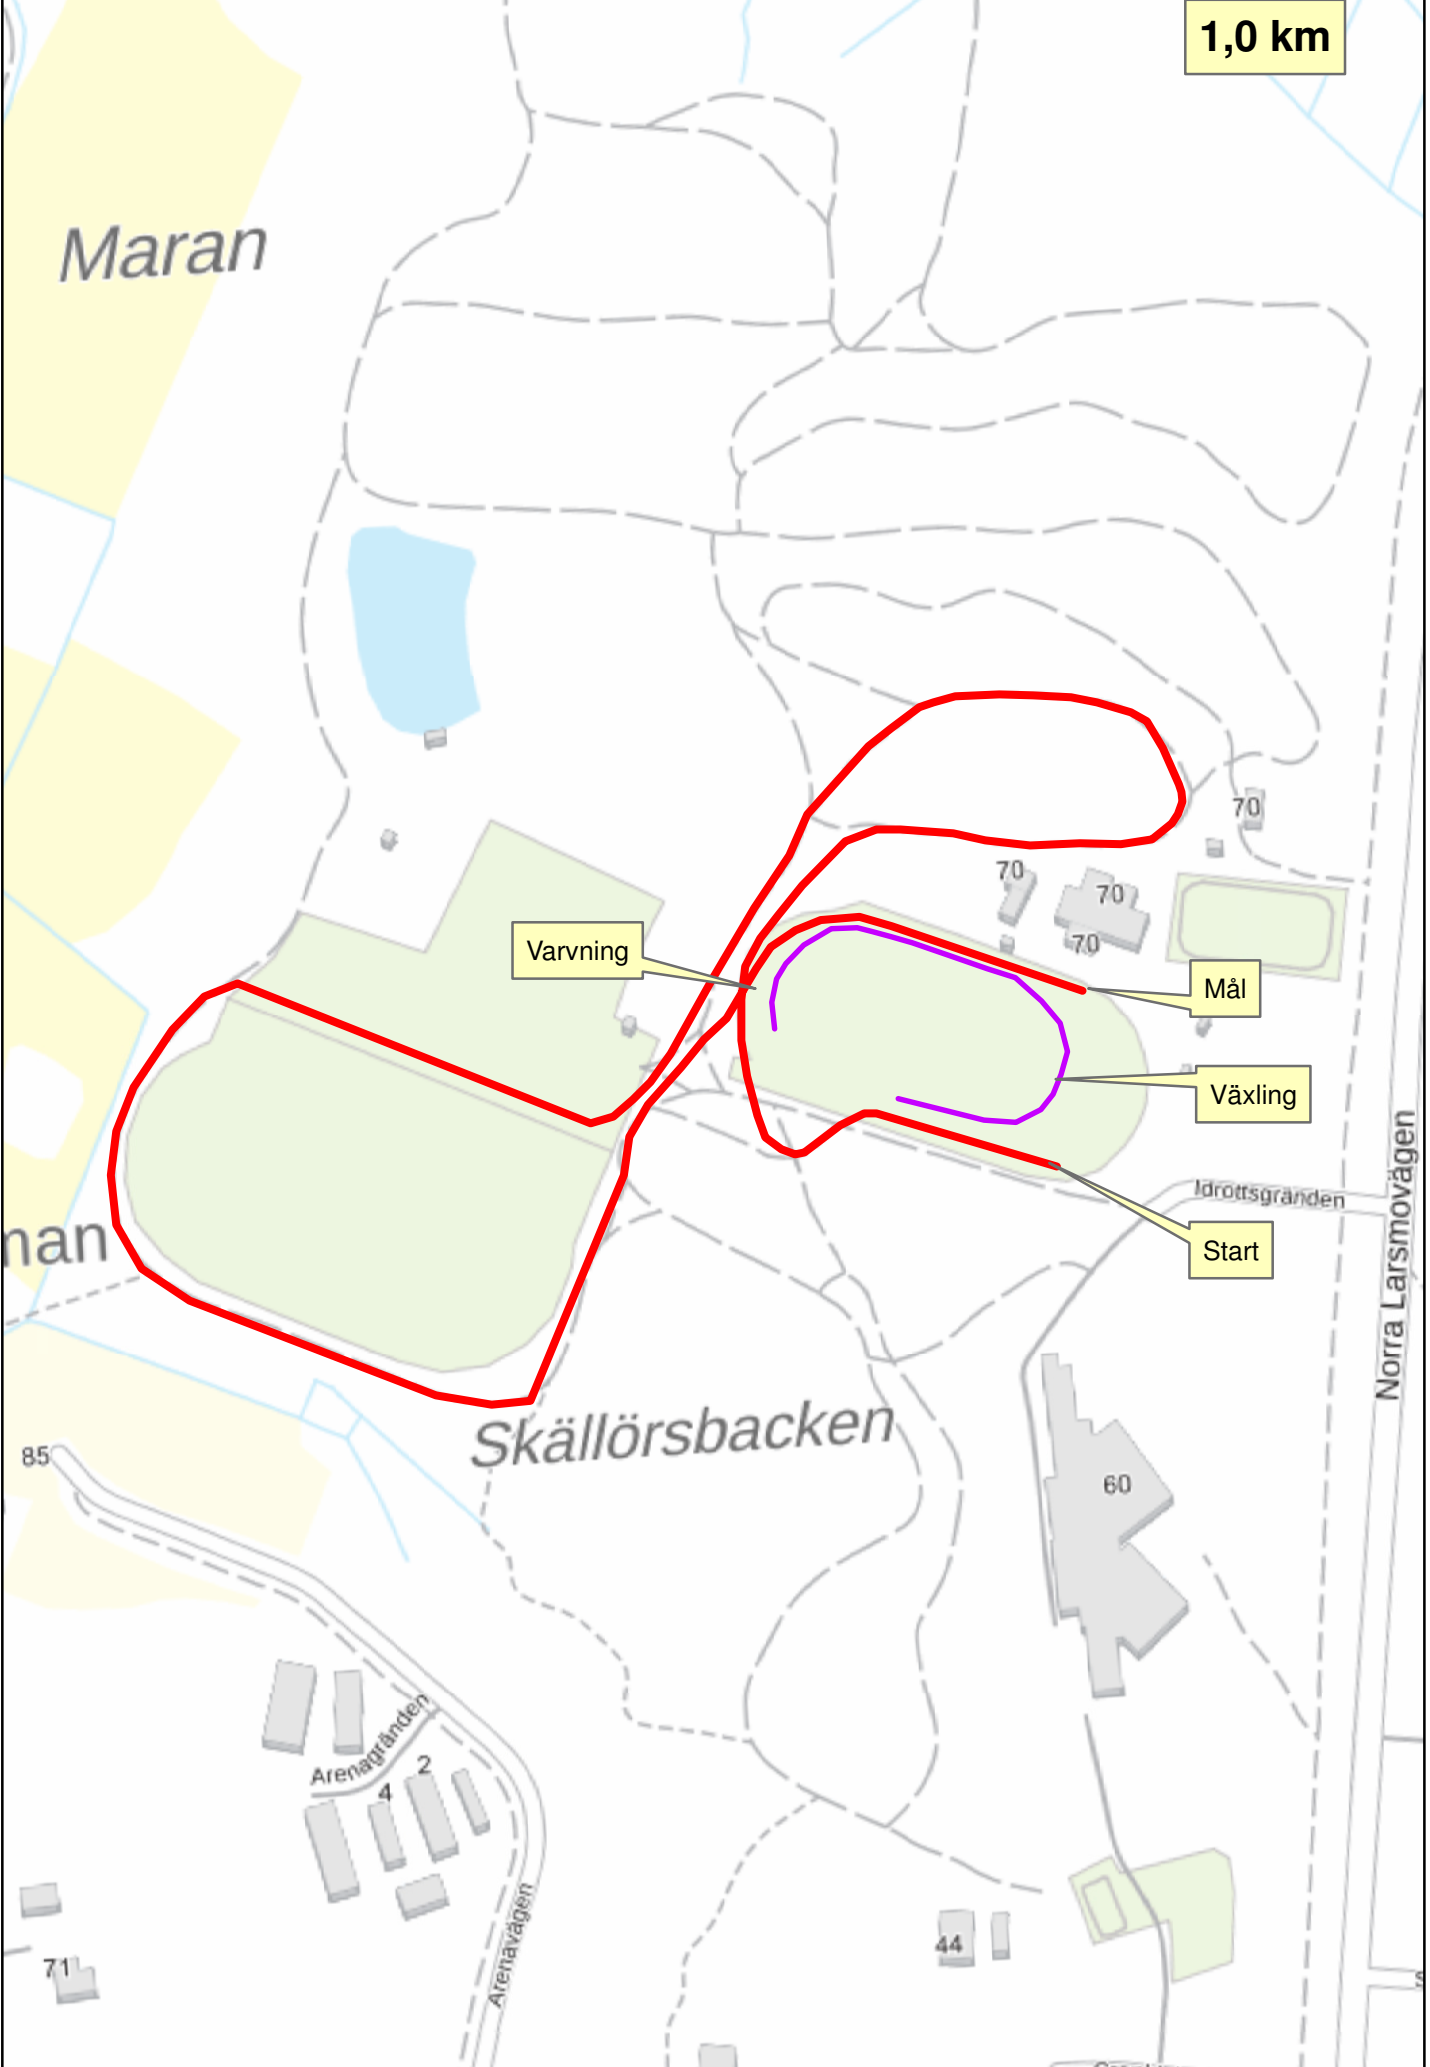 1,0 km
Maran
70
70
70
70
Varvning
Mål
Växling
Idrottsgränden
Start
Norra Larsmovägen
Skällörsbacken
85
60
Arenagränden
2
4
Arenavägen
44
71